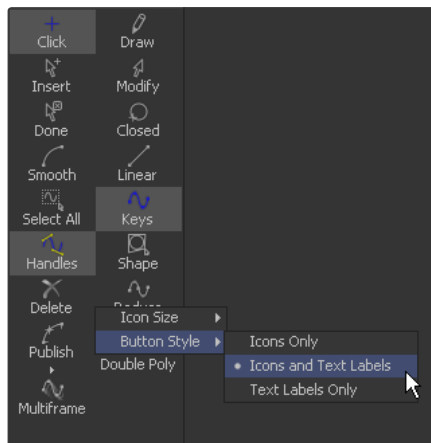 Click Draw
Insert Modify
Done Closed
Smooth Linear
Select All Keys
Handles Shape
Delete
Icon Size
Button Style Icons Only
Publish Double Poly Icons and Text Labels
Text Labels Only
Multiframe